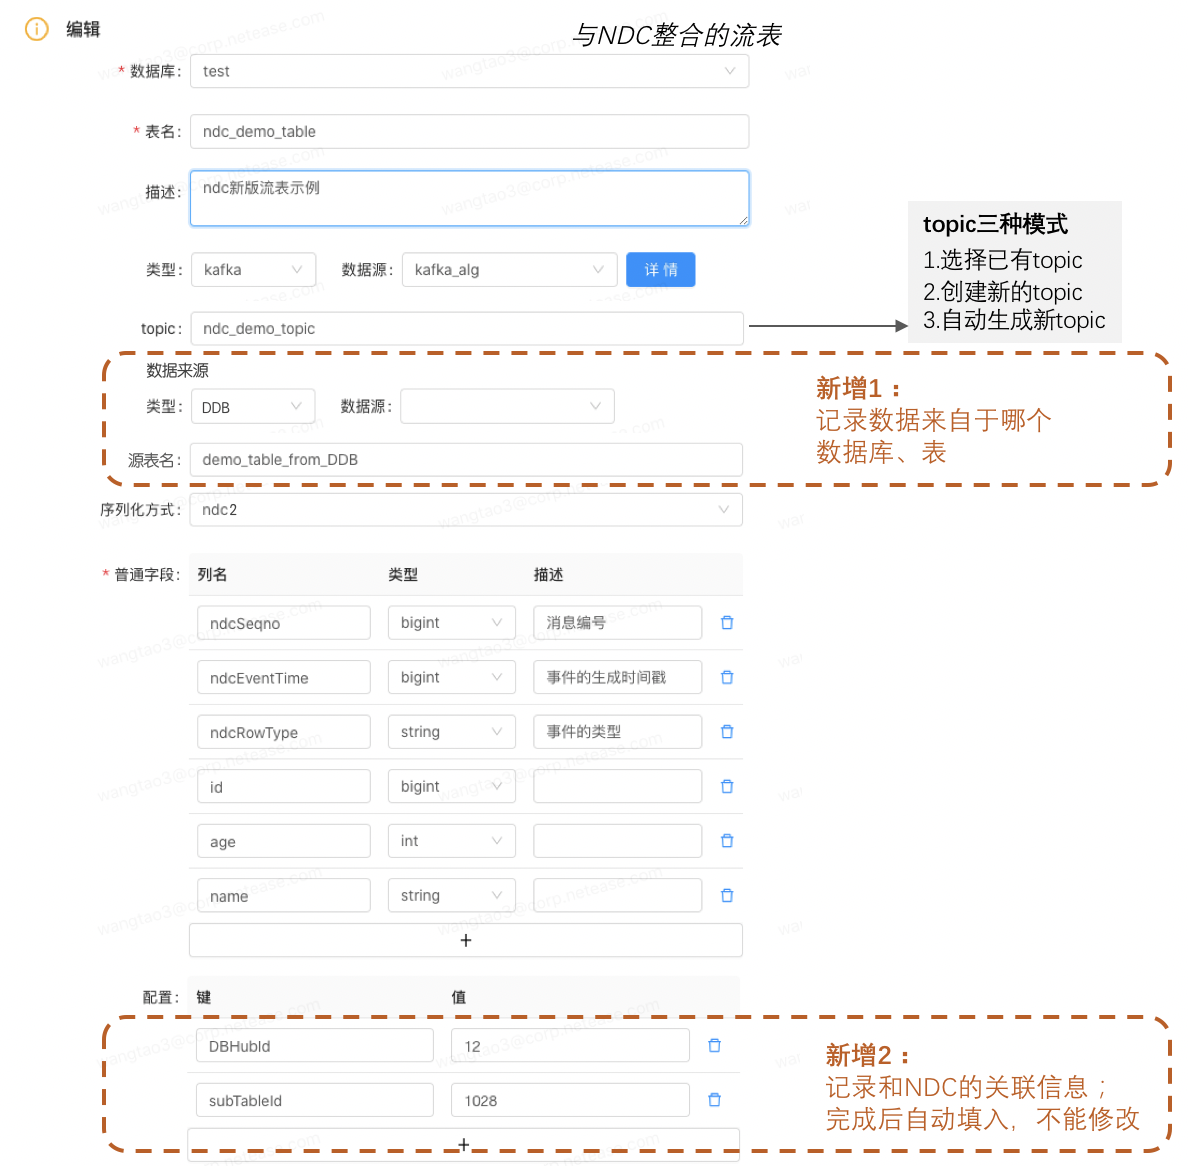 编辑
与NDC整合的流表
* 数据库: test
* 表名: ndc_demo_table
描述: ndc新版流表示例
类型: kafka 数据源: kafka_alg 详 情
topic三种模式
1.选择已有topic
2.创建新的topic
3.自动生成新topic
topic: ndc_demo_topic
数据来源
类型: DDB 数据源:
源表名: demo_table_from_DDB
新增1：
记录数据来自于哪个
数据库、表
序列化方式: ndc2
* 普通字段: 列名 类型 描述
ndcSeqno bigint 消息编号
ndcEventTime bigint 事件的生成时间戳
ndcRowType string 事件的类型
id bigint
age int
name string
+
配置: 键 值
DBHubId 12
subTableId 1028
+
新增2：
记录和NDC的关联信息；
完成后自动填入，不能修改
wangtao3@corp.netease.com